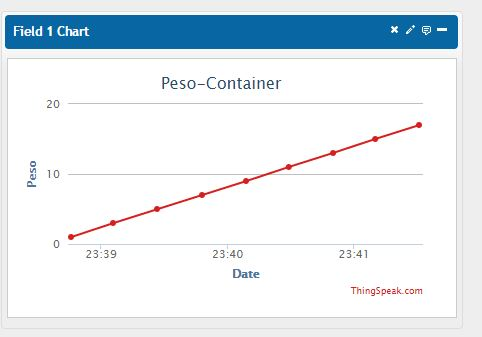 Field 1 Chart
Peso-Container
20
10
0
Peso
23:39 23:40 23:41
Date
ThingSpeak.com